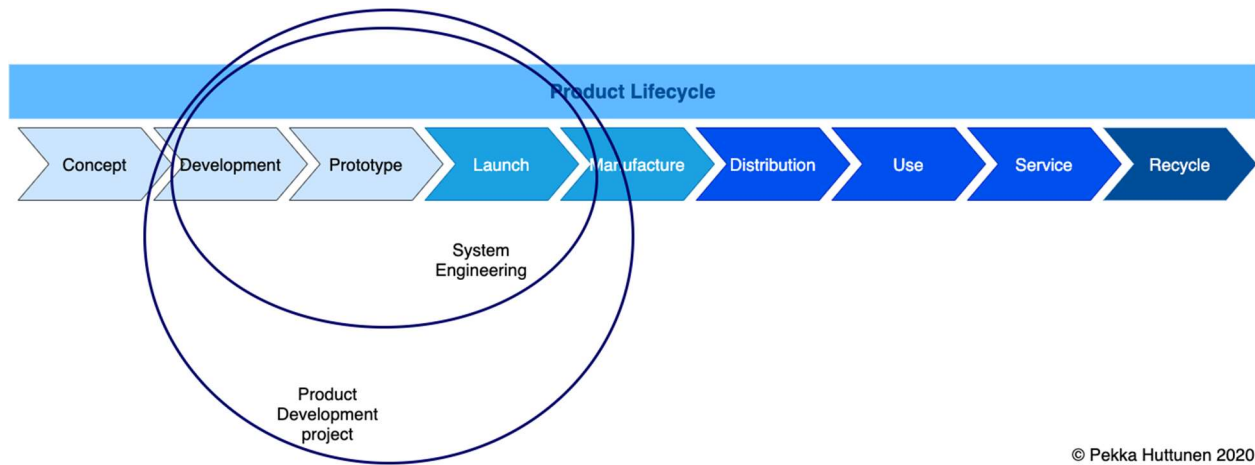 Product Lifecycle
Concept
Development
Prototype
Launch
Manufacture
Distribution
Use
Service
Recycle
System
Engineering
Product
Development
project
© Pekka Huttunen 2020